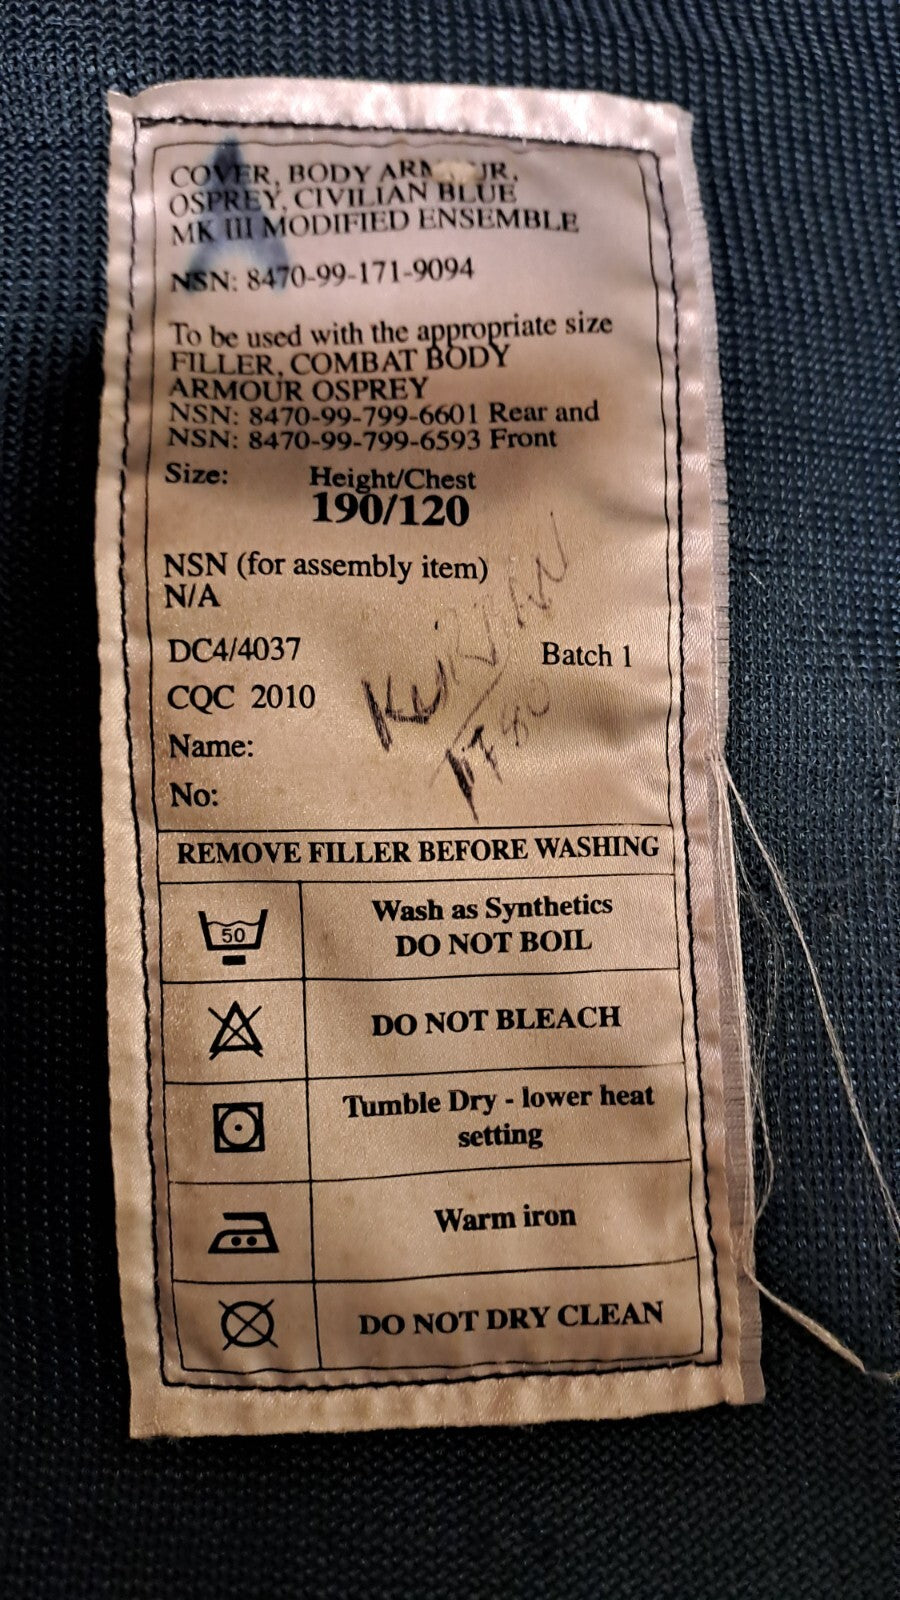 A
COVER, BODY ARMOUR,
OSPREY, CIVILIAN BLUE
MK III MODIFIED ENSEMBLE
NSN: 8470-99-171-9094
To be used with the appropriate size
FILLER, COMBAT BODY
ARMOUR OSPREY
NSN: 8470-99-799-6601 Rear and
NSN: 8470-99-799-6593 Front
Size: Height/Chest
190/120
NSN (for assembly item)
N/A
DC4/4037 Batch 1
CQC 2010
Name:
No:
REMOVE FILLER BEFORE WASHING
50 Wash as Synthetics
DO NOT BOIL
DO NOT BLEACH
Tumble Dry - lower heat
setting
Warm iron
DO NOT DRY CLEAN